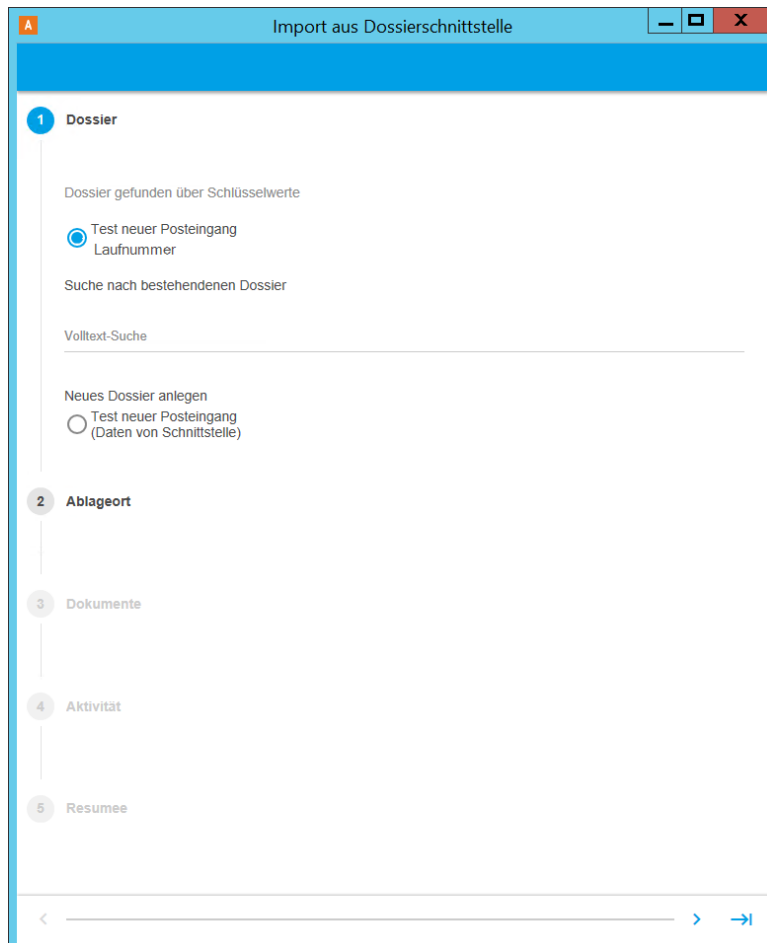 A
Import aus Dossierschnittstelle
X
1 Dossier
Dossier gefunden über Schlüsselwerte
Test neuer Posteingang
Laufnummer
Suche nach bestehendenen Dossier
Volltext-Suche
Neues Dossier anlegen
Test neuer Posteingang
(Daten von Schnittstelle)
2 Ablageort
3 Dokumente
4 Aktivität
5 Resumee